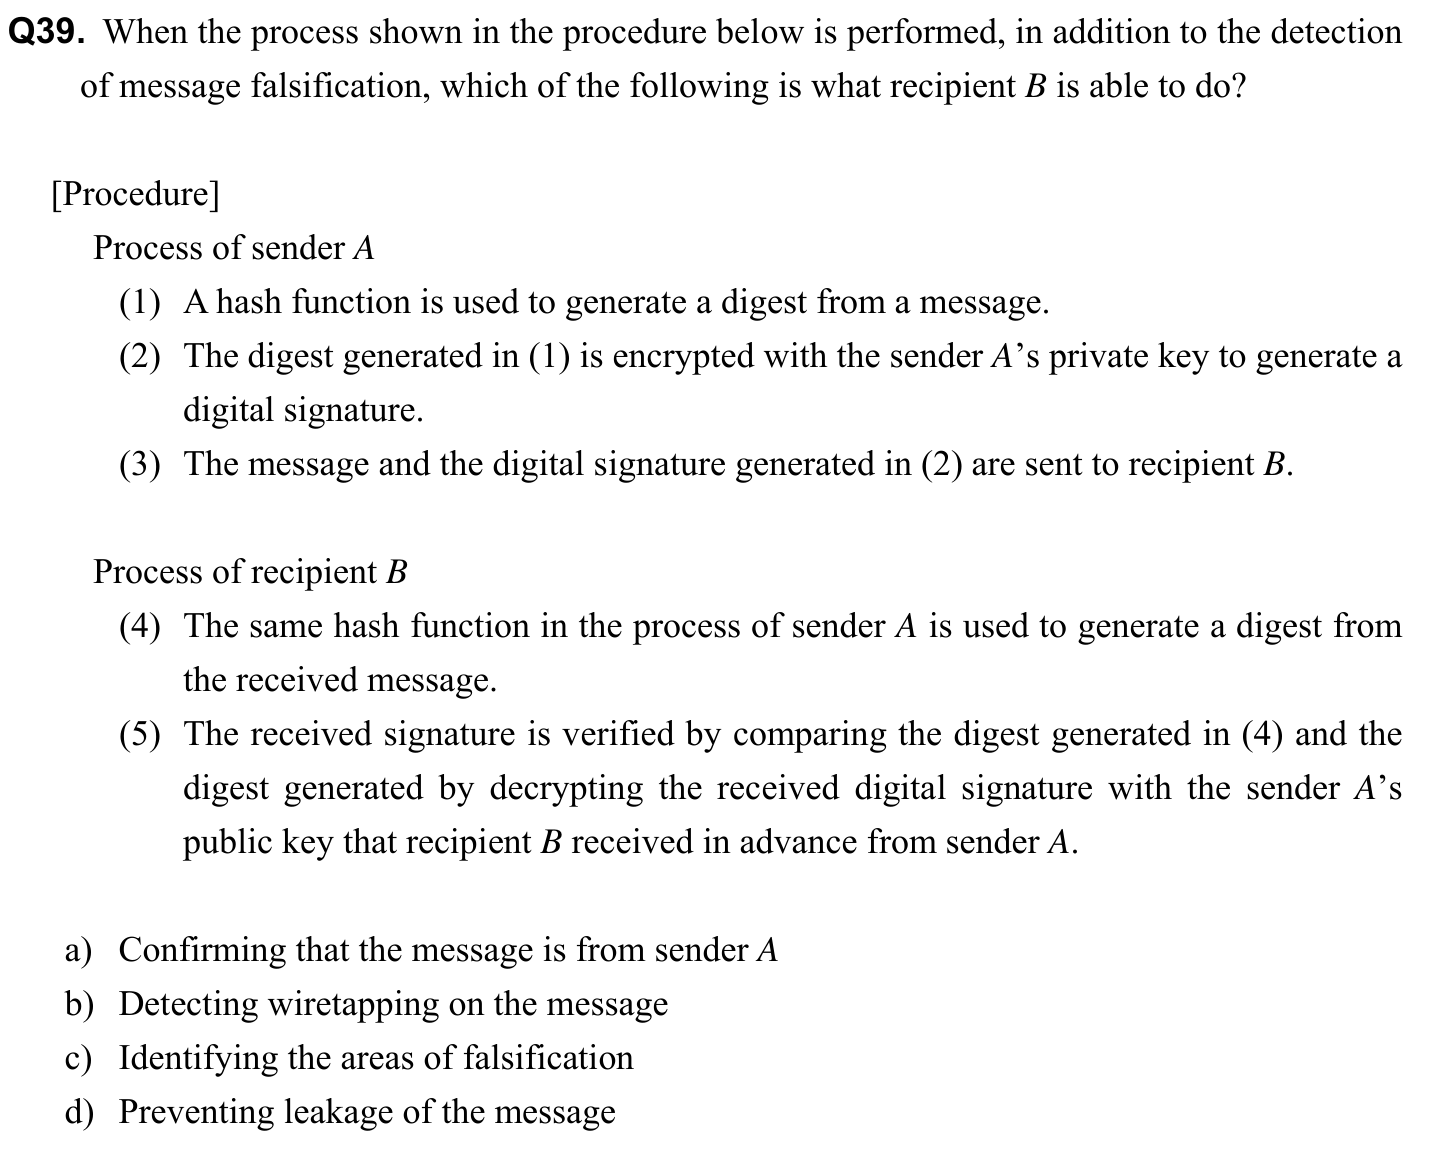 Q39. When the process shown in the procedure below is performed, in addition to the detection
of message falsification, which of the following is what recipient B is able to do?
[Procedure]
Process of sender A
(1) A hash function is used to generate a digest from a message.
(2) The digest generated in (1) is encrypted with the sender A’s private key to generate a
digital signature.
(3) The message and the digital signature generated in (2) are sent to recipient B.
Process of recipient B
(4) The same hash function in the process of sender A is used to generate a digest from
the received message.
(5) The received signature is verified by comparing the digest generated in (4) and the
digest generated by decrypting the received digital signature with the sender A’s
public key that recipient B received in advance from sender A.
a) Confirming that the message is from sender A
b) Detecting wiretapping on the message
c) Identifying the areas of falsification
d) Preventing leakage of the message